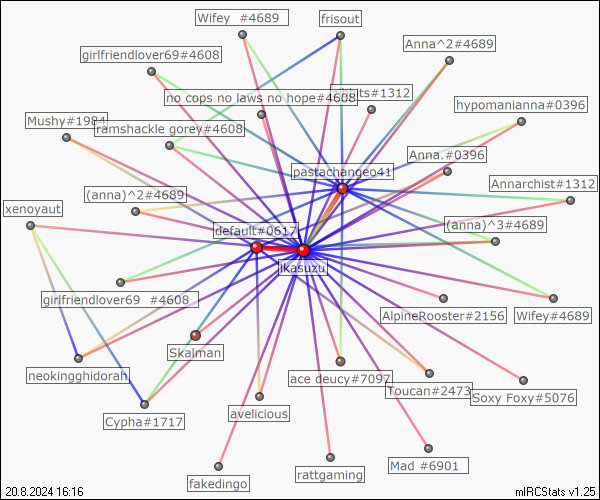 Wifey #4689
frisout
Anna^2#4689
girlfriendlover69#4608
no cops no laws no hope#4608
#1312
hypomanianna#0396
Mushy#1984
ramshackle gorey#4608
Anna.#0396
pastachangeo41
Annarchist#1312
(anna)^2#4689
xenoyaut
default#0617
(anna)^3#4689
ikasuzu
girlfriendlover69 #4608
AlpineRooster#2156
Wifey#4689
Skalman
neokingghidorah
ace deucy#7097
Toucan#2473
Soxy Foxy#5076
avelicious
Cypha#1717
fakedingo
rattgaming
Mad #6901
20.8.2024 16:16
mIRCStats v1.25